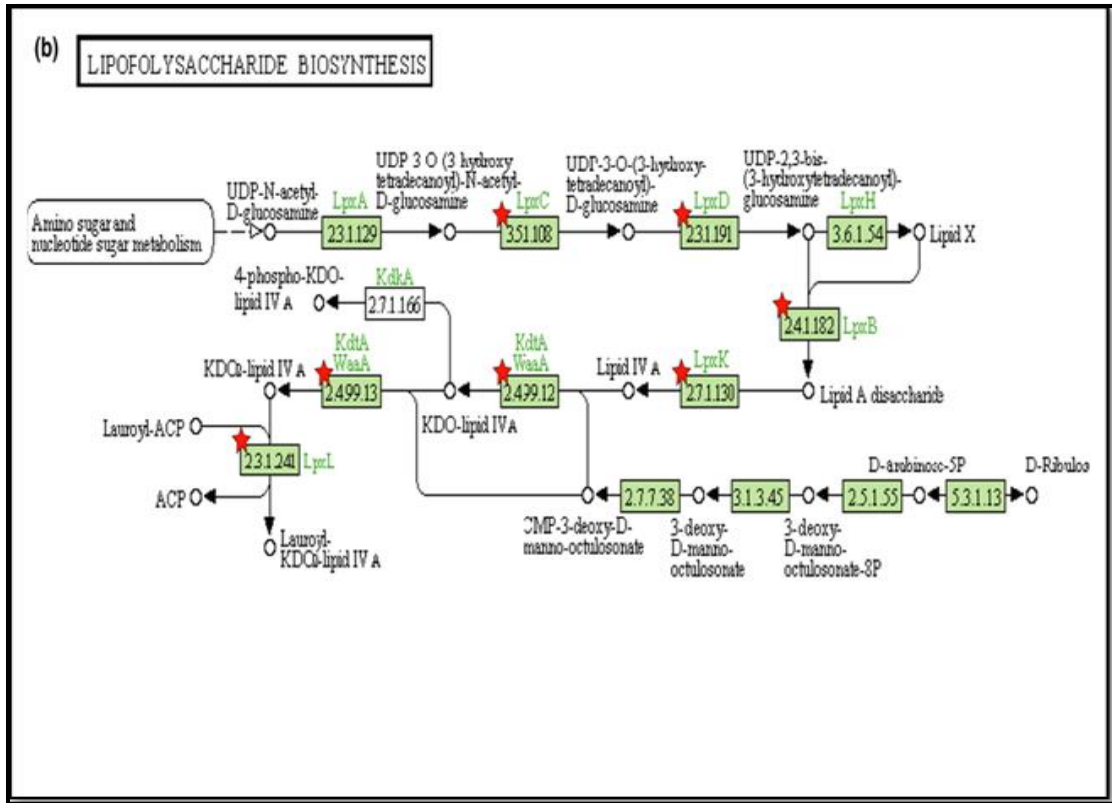 (b)
LIPOFOLYSACCHARIDE BIOSYNTHESIS
Amino sugar and
nucleotide sugar metabolism
UDP-N-acetyl-
D-glucosamine
LpxA
2.3.1.129
UDP 3 O (3 hydroxy
tetradecanoyl)-N-acetyl-
D-glucosamine
LpxC
3.5.1.108
UDP-3-O-(3-hydroxy-
tetradecanoyl)-
D-glucosamine
LpxD
2.3.1.191
UDP-2,3-bis-
(3-hydroxytetradecanoyl)-
glucosamine
LpxH
3.6.1.54
Lipid X
4-phospho-KDO-
lipid IV A
KdkA
2.7.1.166
2.4.1.182
LpxB
KDO2-lipid IV A
KdtA
WaaA
2.4.99.13
KDO-lipid IV A
KdtA
WaaA
2.4.99.12
Lipid IV A
LpxK
2.7.1.130
Lipid A disaccharide
Lauroyl-ACP
2.3.1.241
LpxL
ACP
Lauroyl-
KDO2-lipid IV A
CMP-3-deoxy-D-
manno-octulosonate
2.7.7.38
3-deoxy-
D-manno-
octulosonate
3.1.3.45
3-deoxy-
D-manno-
octulosonate-8P
2.5.1.55
D-arabinose-5P
5.3.1.13
D-Ribulos